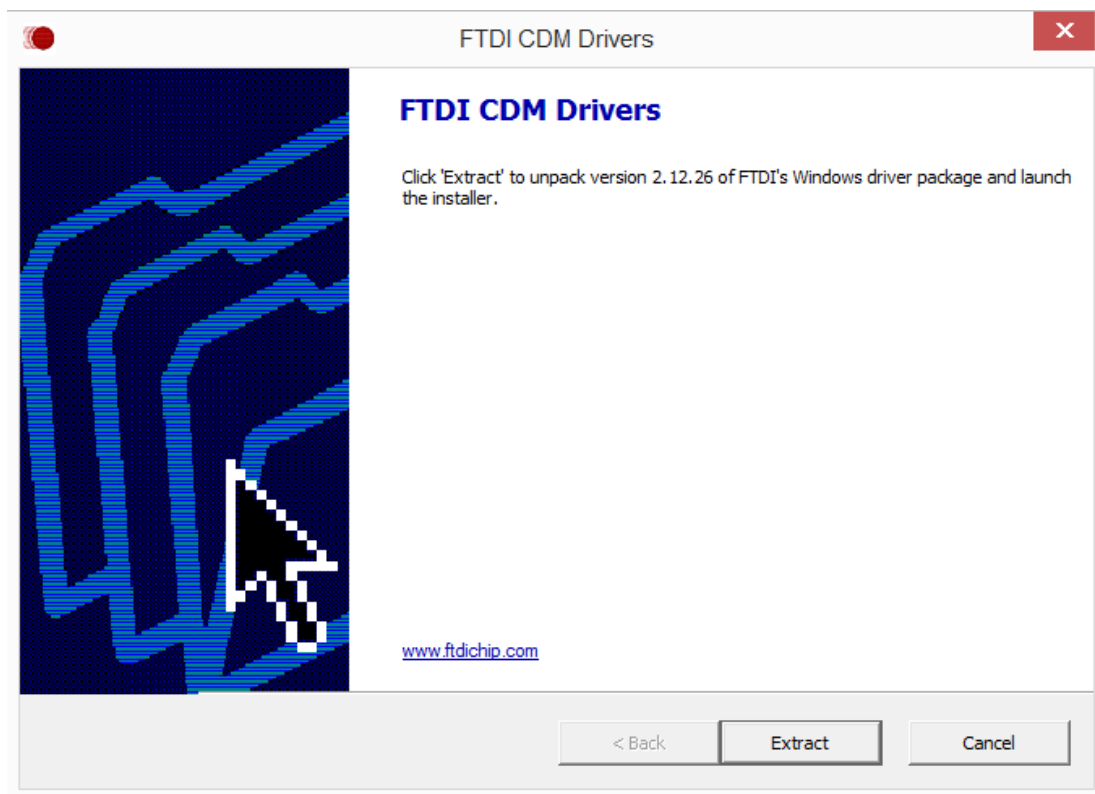 FTDI CDM Drivers
FTDI CDM Drivers
Click 'Extract' to unpack version 2.12.26 of FTDI's Windows driver package and launch
the installer.
www.ftdichip.com
< Back
Extract
Cancel